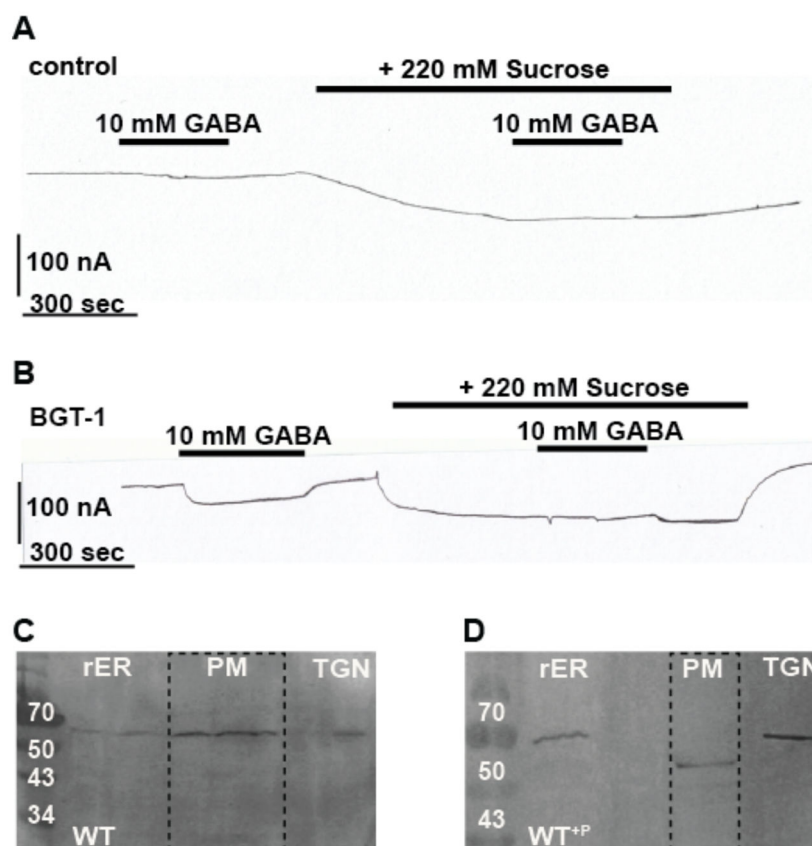 A
control
+ 220 mM Sucrose
10 mM GABA 10 mM GABA
100 nA
300 sec
B
BGT-1
+ 220 mM Sucrose
10 mM GABA 10 mM GABA
100 nA
300 sec
C
rER PM TGN
70
50
43
34
WT
D
rER PM TGN
70
50
43
WT+P